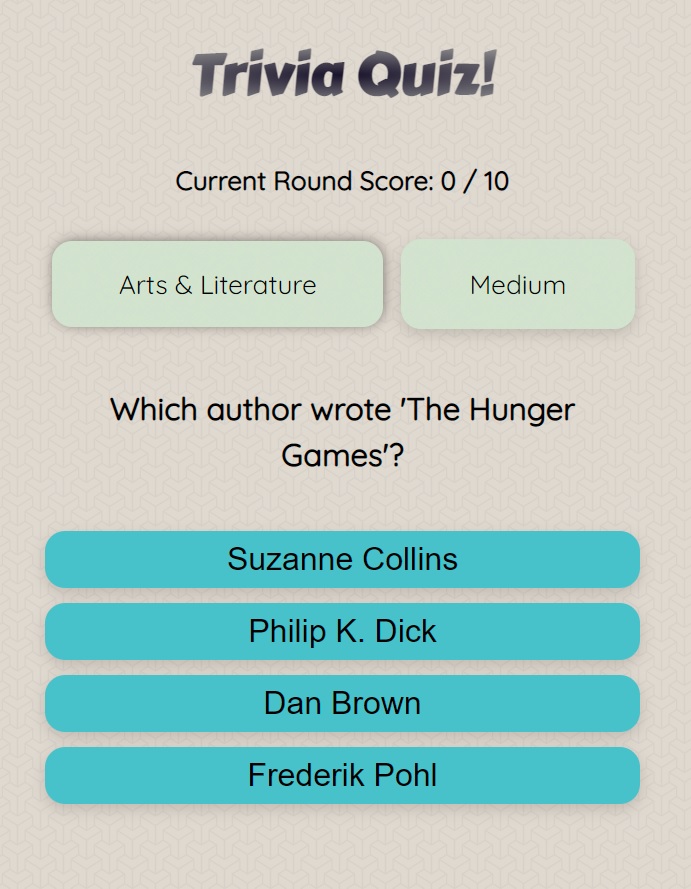 Trivia Quiz!
Current Round Score: 0 / 10
Arts & Literature
Medium
Which author wrote 'The Hunger
Games'?
Suzanne Collins
Philip K. Dick
Dan Brown
Frederik Pohl